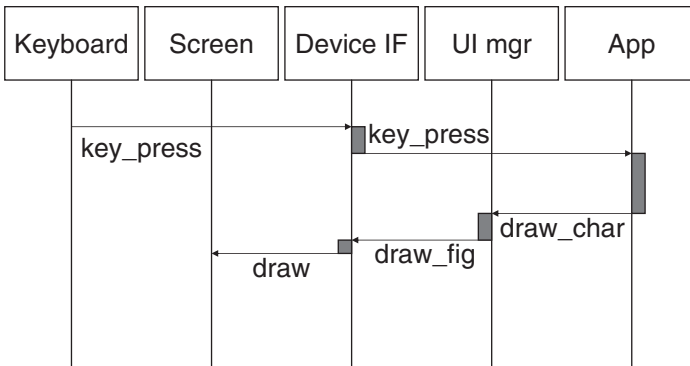 Keyboard
Screen
Device IF
UI mgr
App
key_press
key_press
draw_char
draw_fig
draw